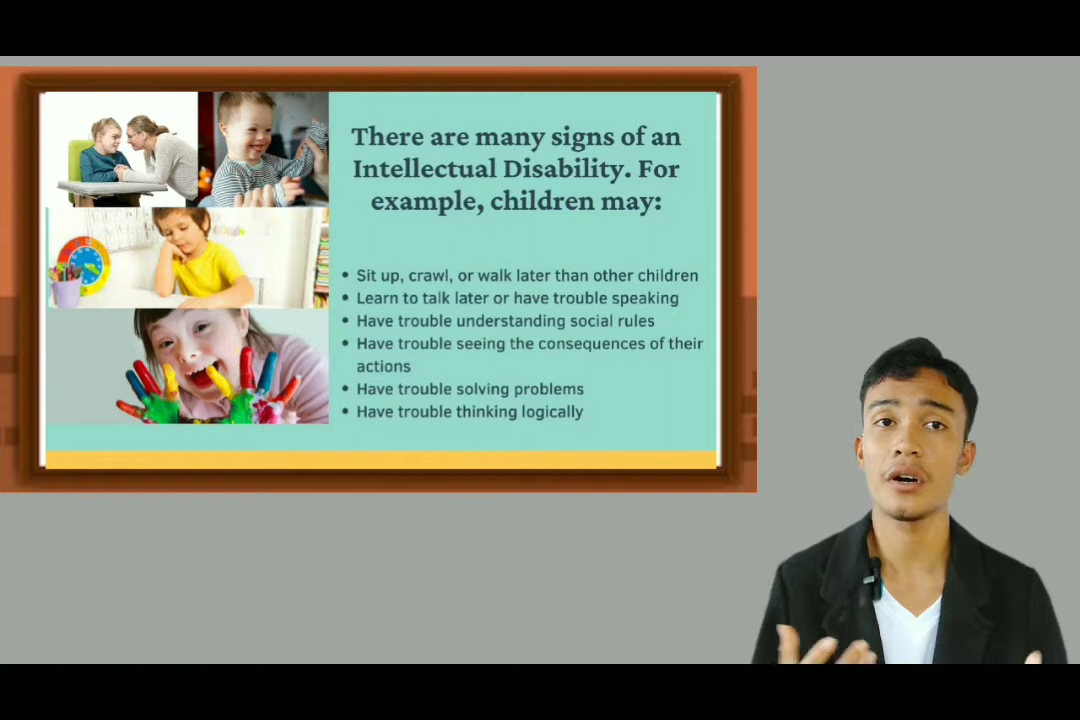 There are many signs of an
Intellectual Disability. For
example, children may:
• Sit up, crawl, or walk later than other children
• Learn to talk later or have trouble speaking
• Have trouble understanding social rules
• Have trouble seeing the consequences of their
actions
• Have trouble solving problems
• Have trouble thinking logically